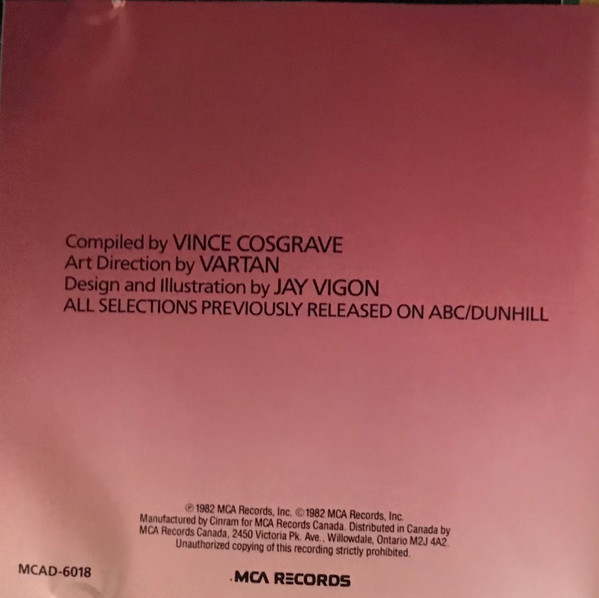 Compiled by VINCE COSGRAVE
Art Direction by VARTAN
Design and Illustration by JAY VIGON
ALL SELECTIONS PREVIOUSLY RELEASED ON ABC/DUNHILL
℗ 1982 MCA Records, Inc. © 1982 MCA Records, Inc.
Manufactured by Cinram for MCA Records Canada. Distributed in Canada by
MCA Records Canada, 2450 Victoria Pk. Ave., Willowdale, Ontario M2J 4A2
Unauthorized copying of this recording strictly prohibited.
MCAD-6018
MCA RECORDS